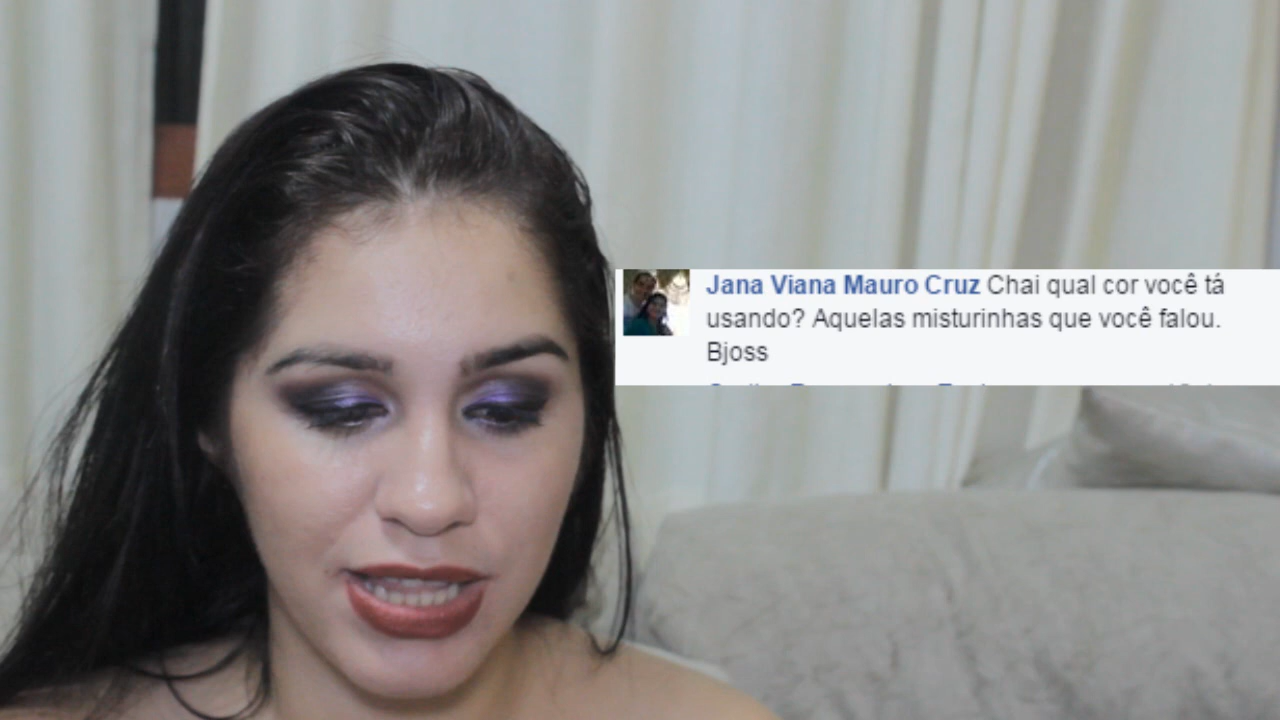 Jana Viana Mauro Cruz Chai qual cor você tá
usando? Aquelas misturinhas que você falou.
Bjoss